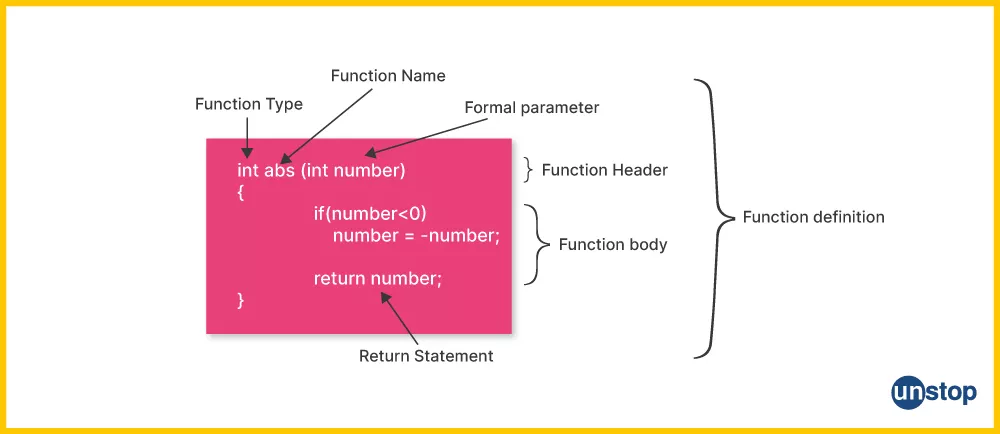 Function Name
Function Type
Formal parameter
int abs (int number)
Function Header
{
if(number<0)
Function definition
number = -number;
Function body
return number;
}
Return Statement
unstop